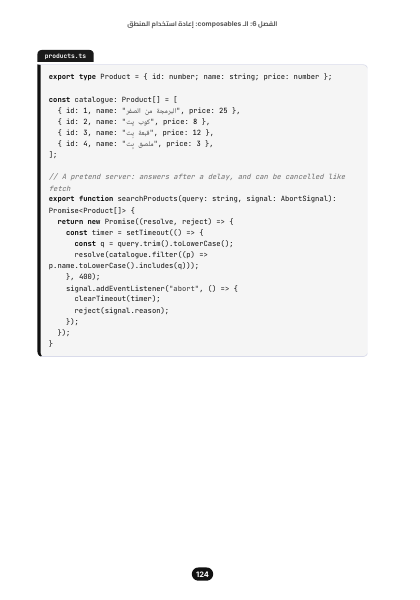 الفصل 6: الـ composables: إعادة استخدام المنطق
products.ts
export type Product = { id: number; name: string; price: number };
const catalogue: Product[] = [
{ id: 1, name: "البرمجة من الصفر", price: 25 },
{ id: 2, name: "كوب بِت", price: 8 },
{ id: 3, name: "قبعة بِت", price: 12 },
{ id: 4, name: "ملصق بِت", price: 3 },
];
// A pretend server: answers after a delay, and can be cancelled like
fetch
export function searchProducts(query: string, signal: AbortSignal):
Promise<Product[]> {
return new Promise((resolve, reject) => {
const timer = setTimeout(() => {
const q = query.trim().toLowerCase();
resolve(catalogue.filter((p) =>
p.name.toLowerCase().includes(q)));
}, 400);
signal.addEventListener("abort", () => {
clearTimeout(timer);
reject(signal.reason);
});
});
}
124